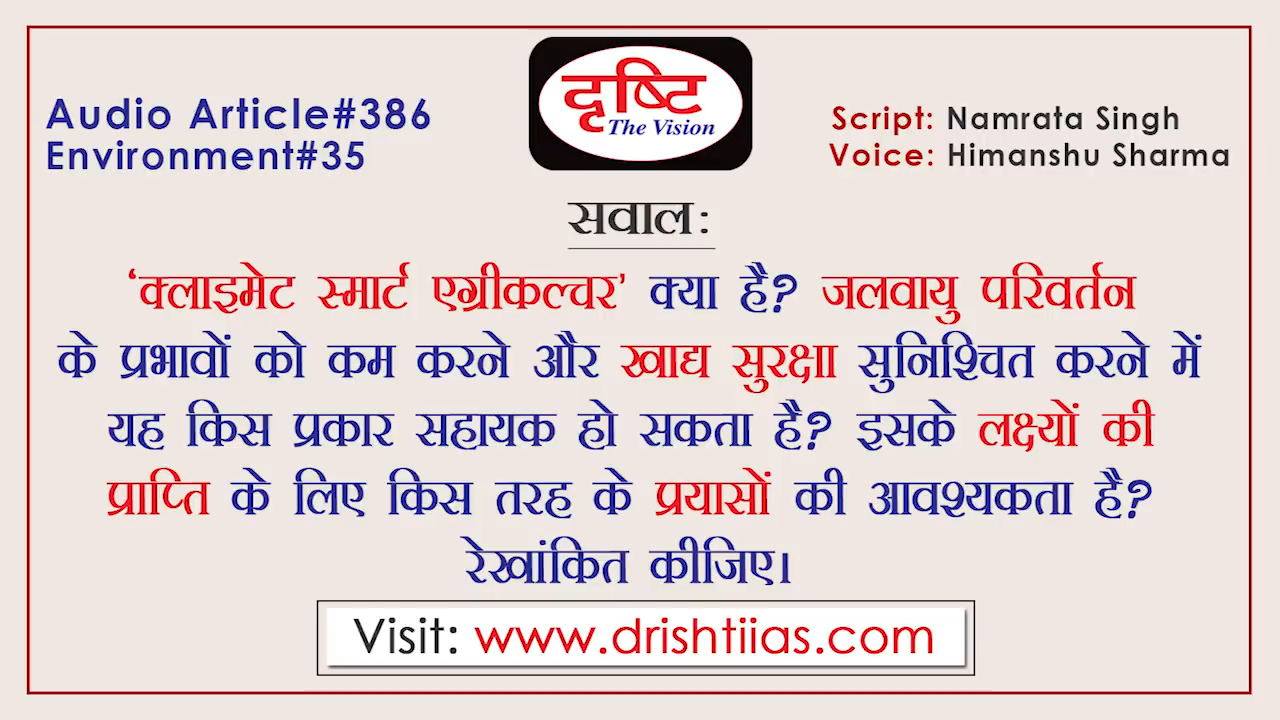 Audio Article#386
Environment#35
दृष्टि
The Vision
Script: Namrata Singh
Voice: Himanshu Sharma
सवाल:
‘क्लाइमेट स्मार्ट एग्रीकल्चर’ क्या है? जलवायु परिवर्तन
के प्रभावों को कम करने और खाद्य सुरक्षा सुनिश्चित करने में
यह किस प्रकार सहायक हो सकता है? इसके लक्ष्यों की
प्राप्ति के लिए किस तरह के प्रयासों की आवश्यकता है?
रेखांकित कीजिए।
Visit: www.drishtiias.com